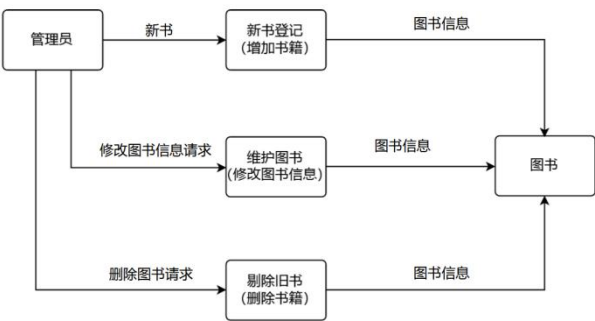 管理员
新书
新书登记
（增加书籍）
图书信息
修改图书信息请求
维护图书
（修改图书信息）
图书信息
图书
删除图书请求
剔除旧书
（删除书籍）
图书信息